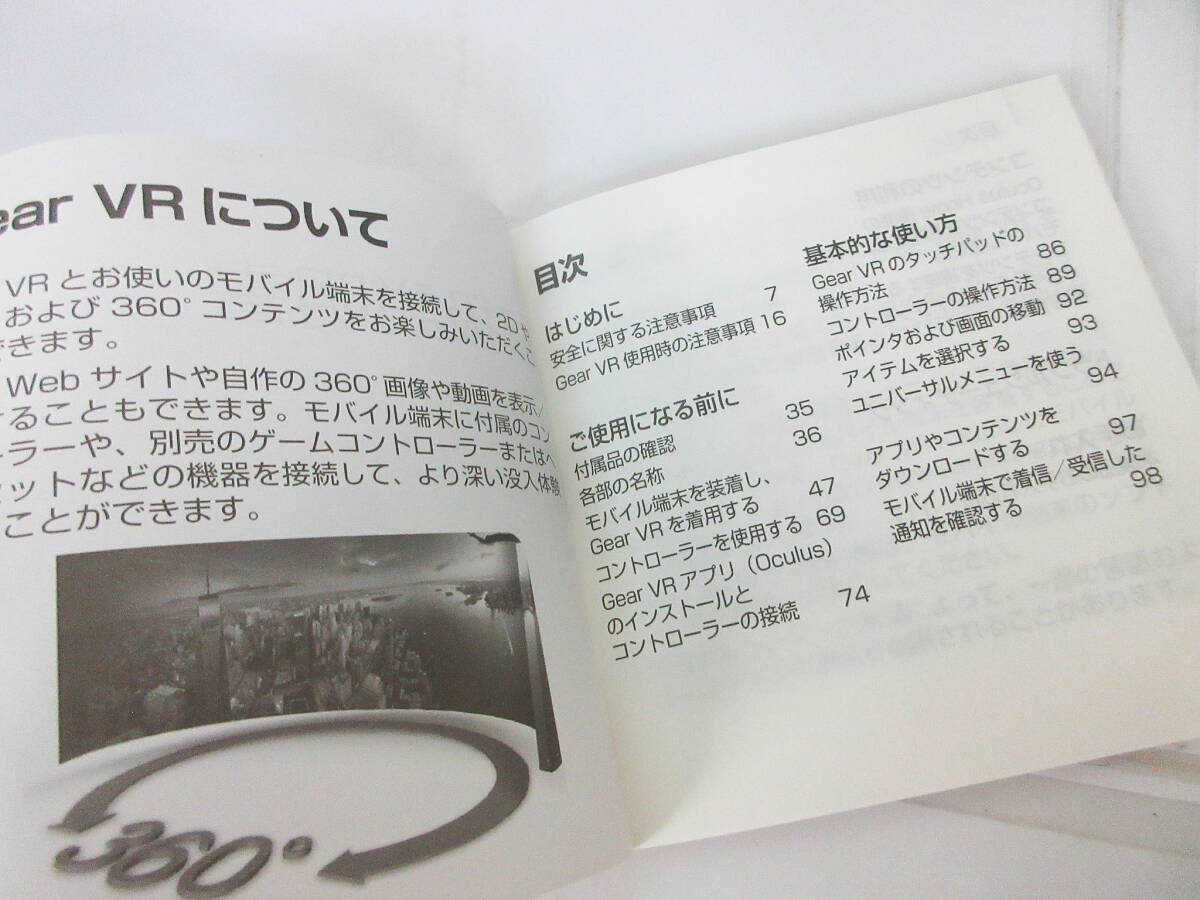 ear VR について
VR とお使いのモバイル端末を接続して、2Dや
および 360° コンテンツをお楽しみいただくこ
できます。
Web サイトや自作の 360°画像や動画を表示/
することもできます。モバイル端末に付属のコン
ーラーや、別売のゲームコントローラーまたはヘ
セットなどの機器を接続して、より深い没入体験
ことができます。
360°
目次
はじめに
安全に関する注意事項 7
Gear VR 使用時の注意事項 16
ご使用になる前に
付属品の確認 35
各部の名称 36
モバイル端末を装着し、
Gear VR を着用する 47
コントローラーを使用する 69
Gear VR アプリ(Oculus)
のインストールと
コントローラーの接続 74
基本的な使い方
Gear VR のタッチパッドの
操作方法 86
コントローラーの操作方法 89
ポインタおよび画面の移動 92
アイテムを選択する 93
ユニバーサルメニューを使う
94
アプリやコンテンツを
ダウンロードする 97
モバイル端末で着信/受信した
通知を確認する 98